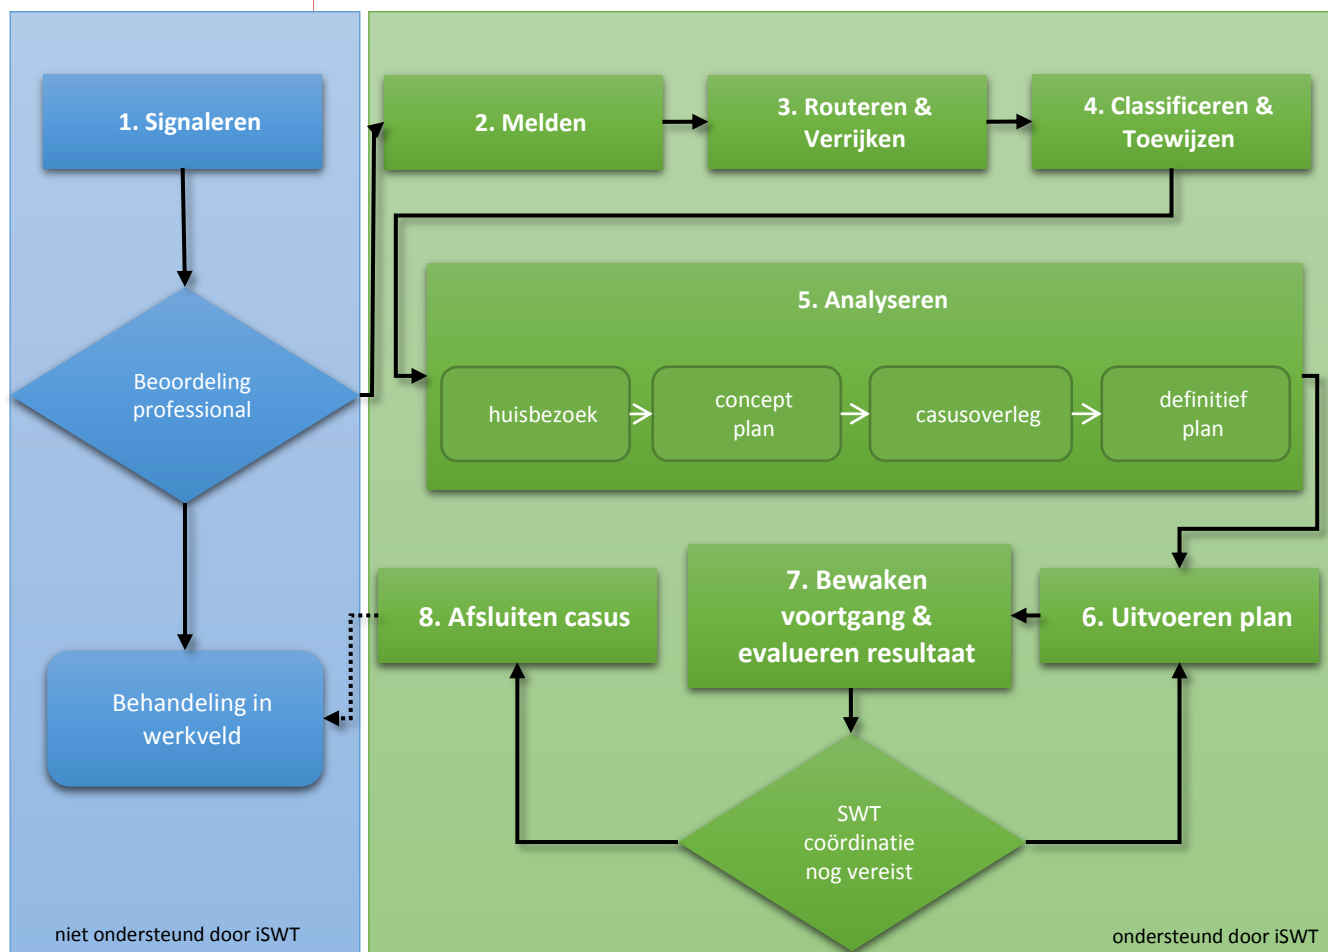 1. Signaleren
2. Melden
3. Routeren &
Verrijken
4. Classificeren &
Toewijzen
Beoordeling
professional
5. Analyseren
huisbezoek
concept
plan
casusoverleg
definitief
plan
6. Uitvoeren plan
7. Bewaken
voortgang &
evalueren resultaat
8. Afsluiten casus
Behandeling in
werkveld
SWT
coördinatie
nog vereist
niet ondersteund door iSWT
ondersteund door iSWT